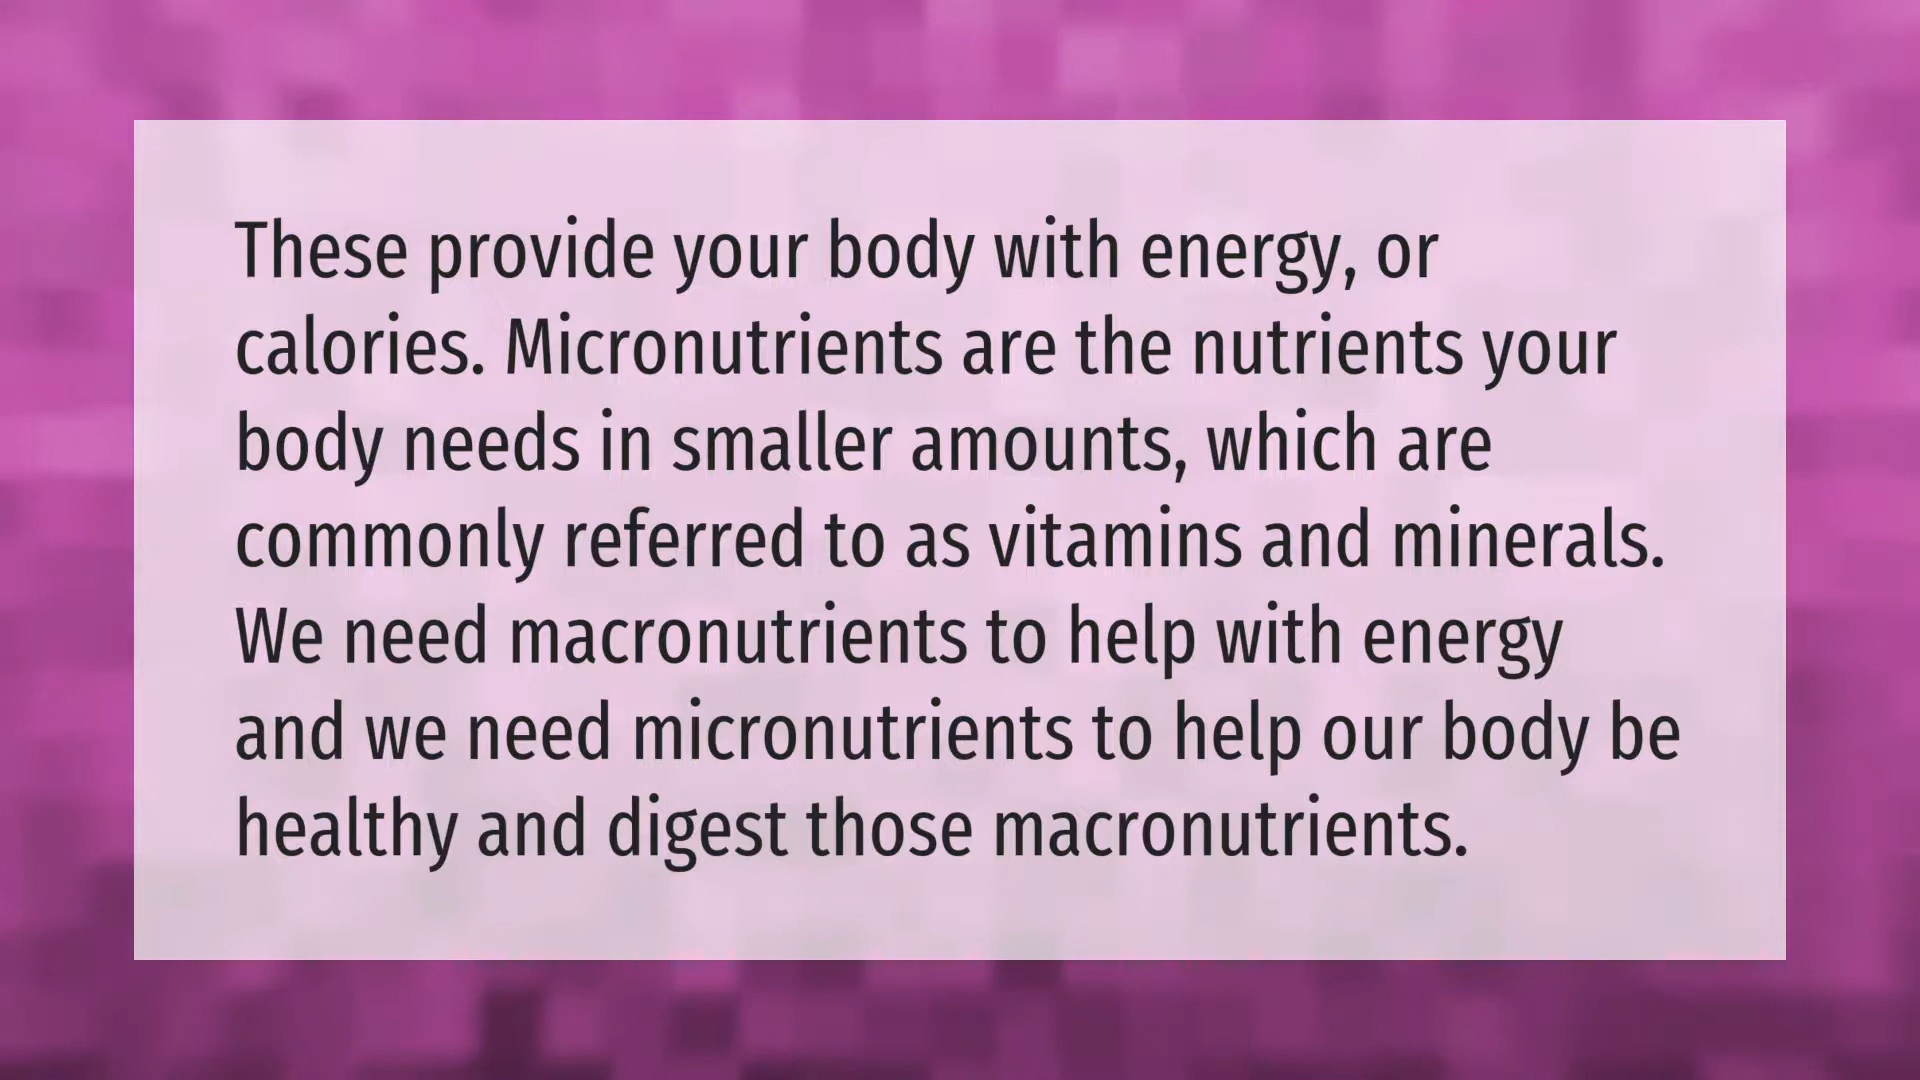 These provide your body with energy, or
calories. Micronutrients are the nutrients your
body needs in smaller amounts, which are
commonly referred to as vitamins and minerals.
We need macronutrients to help with energy
and we need micronutrients to help our body be
healthy and digest those macronutrients.